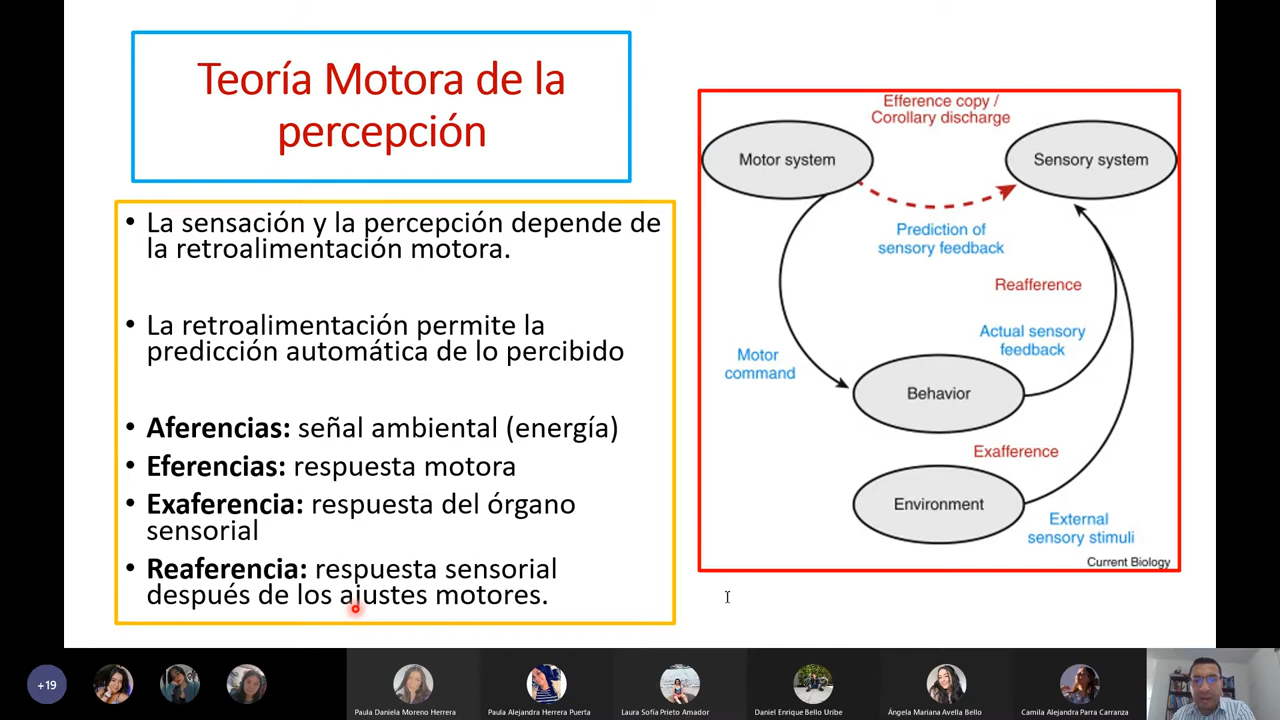 Teoría Motora de la
percepción
• La sensación y la percepción depende de
la retroalimentación motora.
• La retroalimentación permite la
predicción automática de lo percibido
• Aferencias: señal ambiental (energía)
• Eferencias: respuesta motora
• Exaferencia: respuesta del órgano
sensorial
• Reaferencia: respuesta sensorial
después de los ajustes motores.
Efference copy /
Corollary discharge
Motor system
Sensory system
Prediction of
sensory feedback
Reafference
Actual sensory
feedback
Motor
command
Behavior
Exafference
Environment
External
sensory stimuli
Current Biology
+19
Paula Daniela Moreno Herrera
Paula Alejandra Herrera Puerta
Laura Sofía Prieto Amador
Daniel Enrique Bello Uribe
Ángela Mariana Avella Bello
Camila Alejandra Parra Carranza